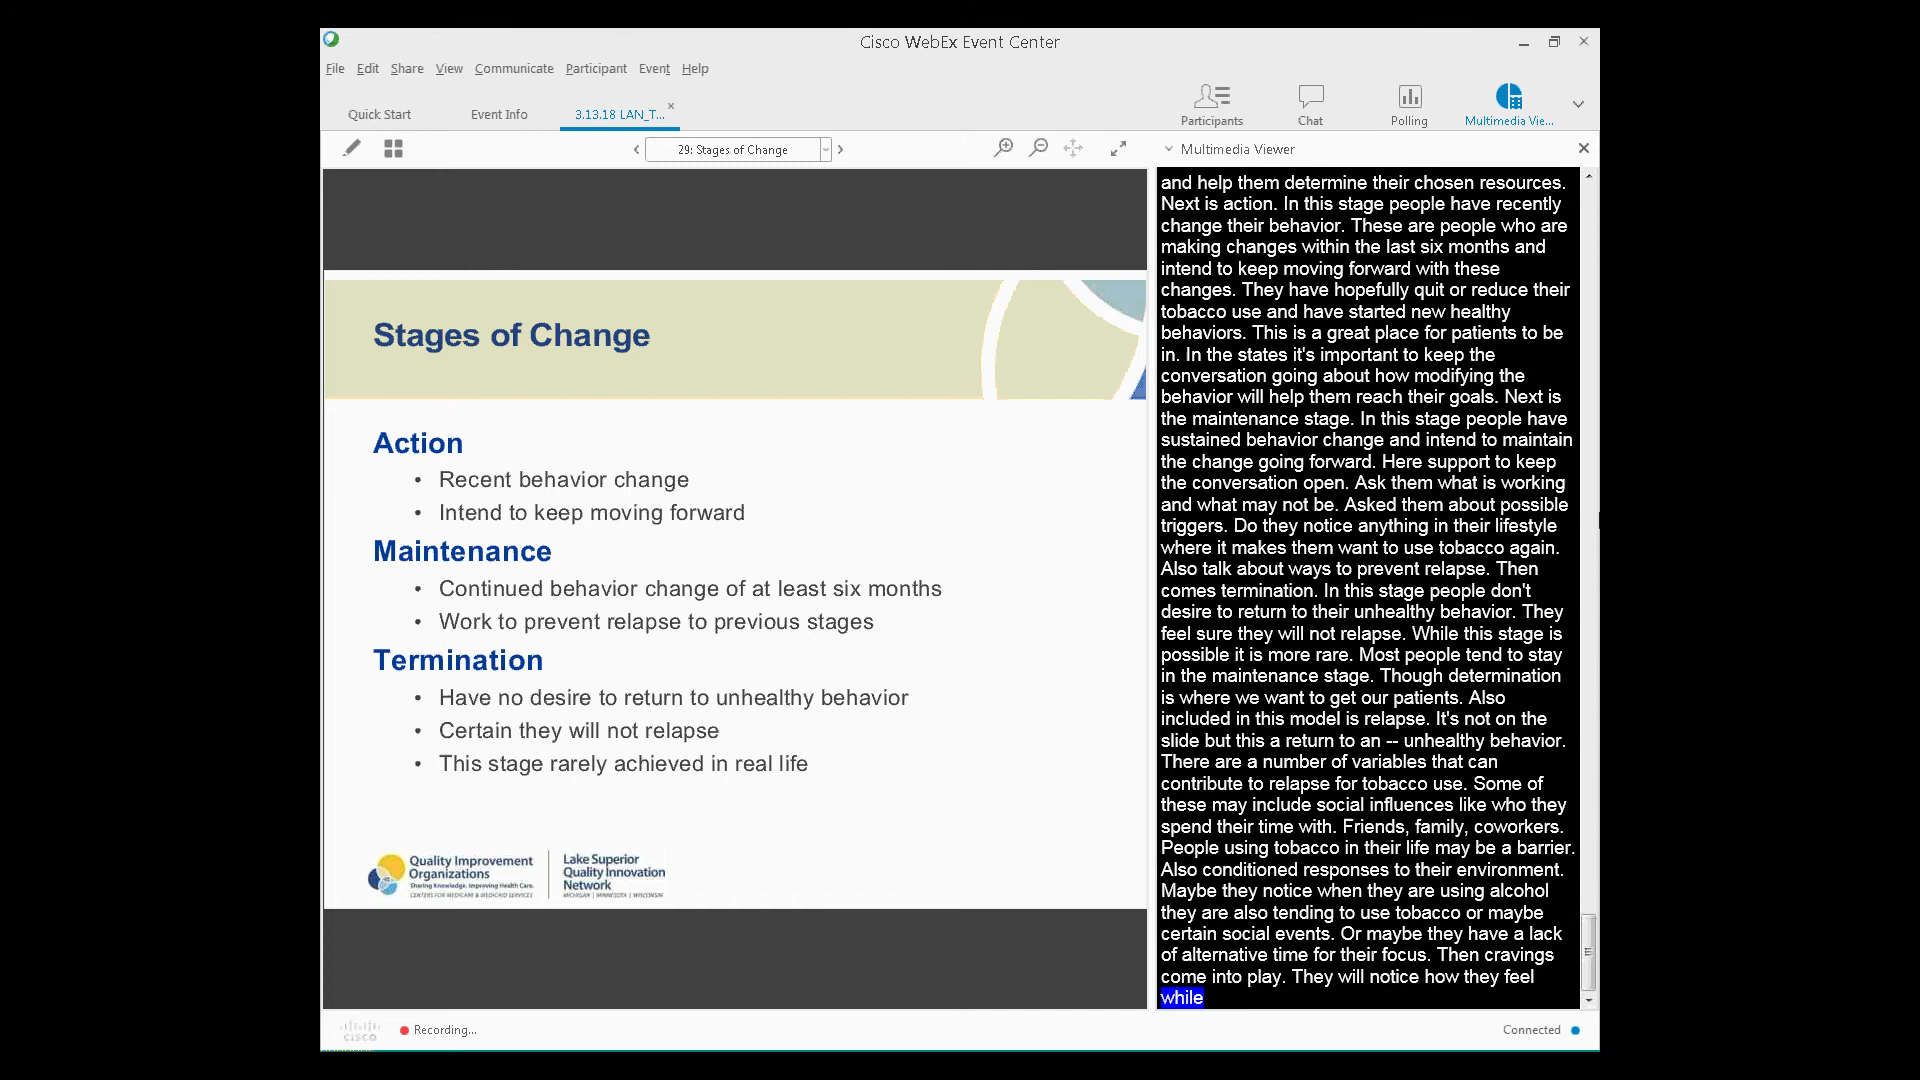 Cisco WebEx Event Center
File Edit Share View Communicate Participant Event Help
Quick Start Event Info 3.13.18 LAN_T...
Participants Chat Polling Multimedia Vie...
29: Stages of Change
Multimedia Viewer
Stages of Change
Action
• Recent behavior change
• Intend to keep moving forward
Maintenance
• Continued behavior change of at least six months
• Work to prevent relapse to previous stages
Termination
• Have no desire to return to unhealthy behavior
• Certain they will not relapse
• This stage rarely achieved in real life
Quality Improvement
Organizations
Sharing Knowledge. Improving Health Care.
CENTERS FOR MEDICARE & MEDICAID SERVICES
Lake Superior
Quality Innovation
Network
MICHIGAN | MINNESOTA | WISCONSIN
and help them determine their chosen resources.
Next is action. In this stage people have recently
change their behavior. These are people who are
making changes within the last six months and
intend to keep moving forward with these
changes. They have hopefully quit or reduce their
tobacco use and have started new healthy
behaviors. This is a great place for patients to be
in. In the states it's important to keep the
conversation going about how modifying the
behavior will help them reach their goals. Next is
the maintenance stage. In this stage people have
sustained behavior change and intend to maintain
the change going forward. Here support to keep
the conversation open. Ask them what is working
and what may not be. Asked them about possible
triggers. Do they notice anything in their lifestyle
where it makes them want to use tobacco again.
Also talk about ways to prevent relapse. Then
comes termination. In this stage people don't
desire to return to their unhealthy behavior. They
feel sure they will not relapse. While this stage is
possible it is more rare. Most people tend to stay
in the maintenance stage. Though determination
is where we want to get our patients. Also
included in this model is relapse. It's not on the
slide but this a return to an -- unhealthy behavior.
There are a number of variables that can
contribute to relapse for tobacco use. Some of
these may include social influences like who they
spend their time with. Friends, family, coworkers.
People using tobacco in their life may be a barrier.
Also conditioned responses to their environment.
Maybe they notice when they are using alcohol
they are also tending to use tobacco or maybe
certain social events. Or maybe they have a lack
of alternative time for their focus. Then cravings
come into play. They will notice how they feel
while
cisco
Recording...
Connected